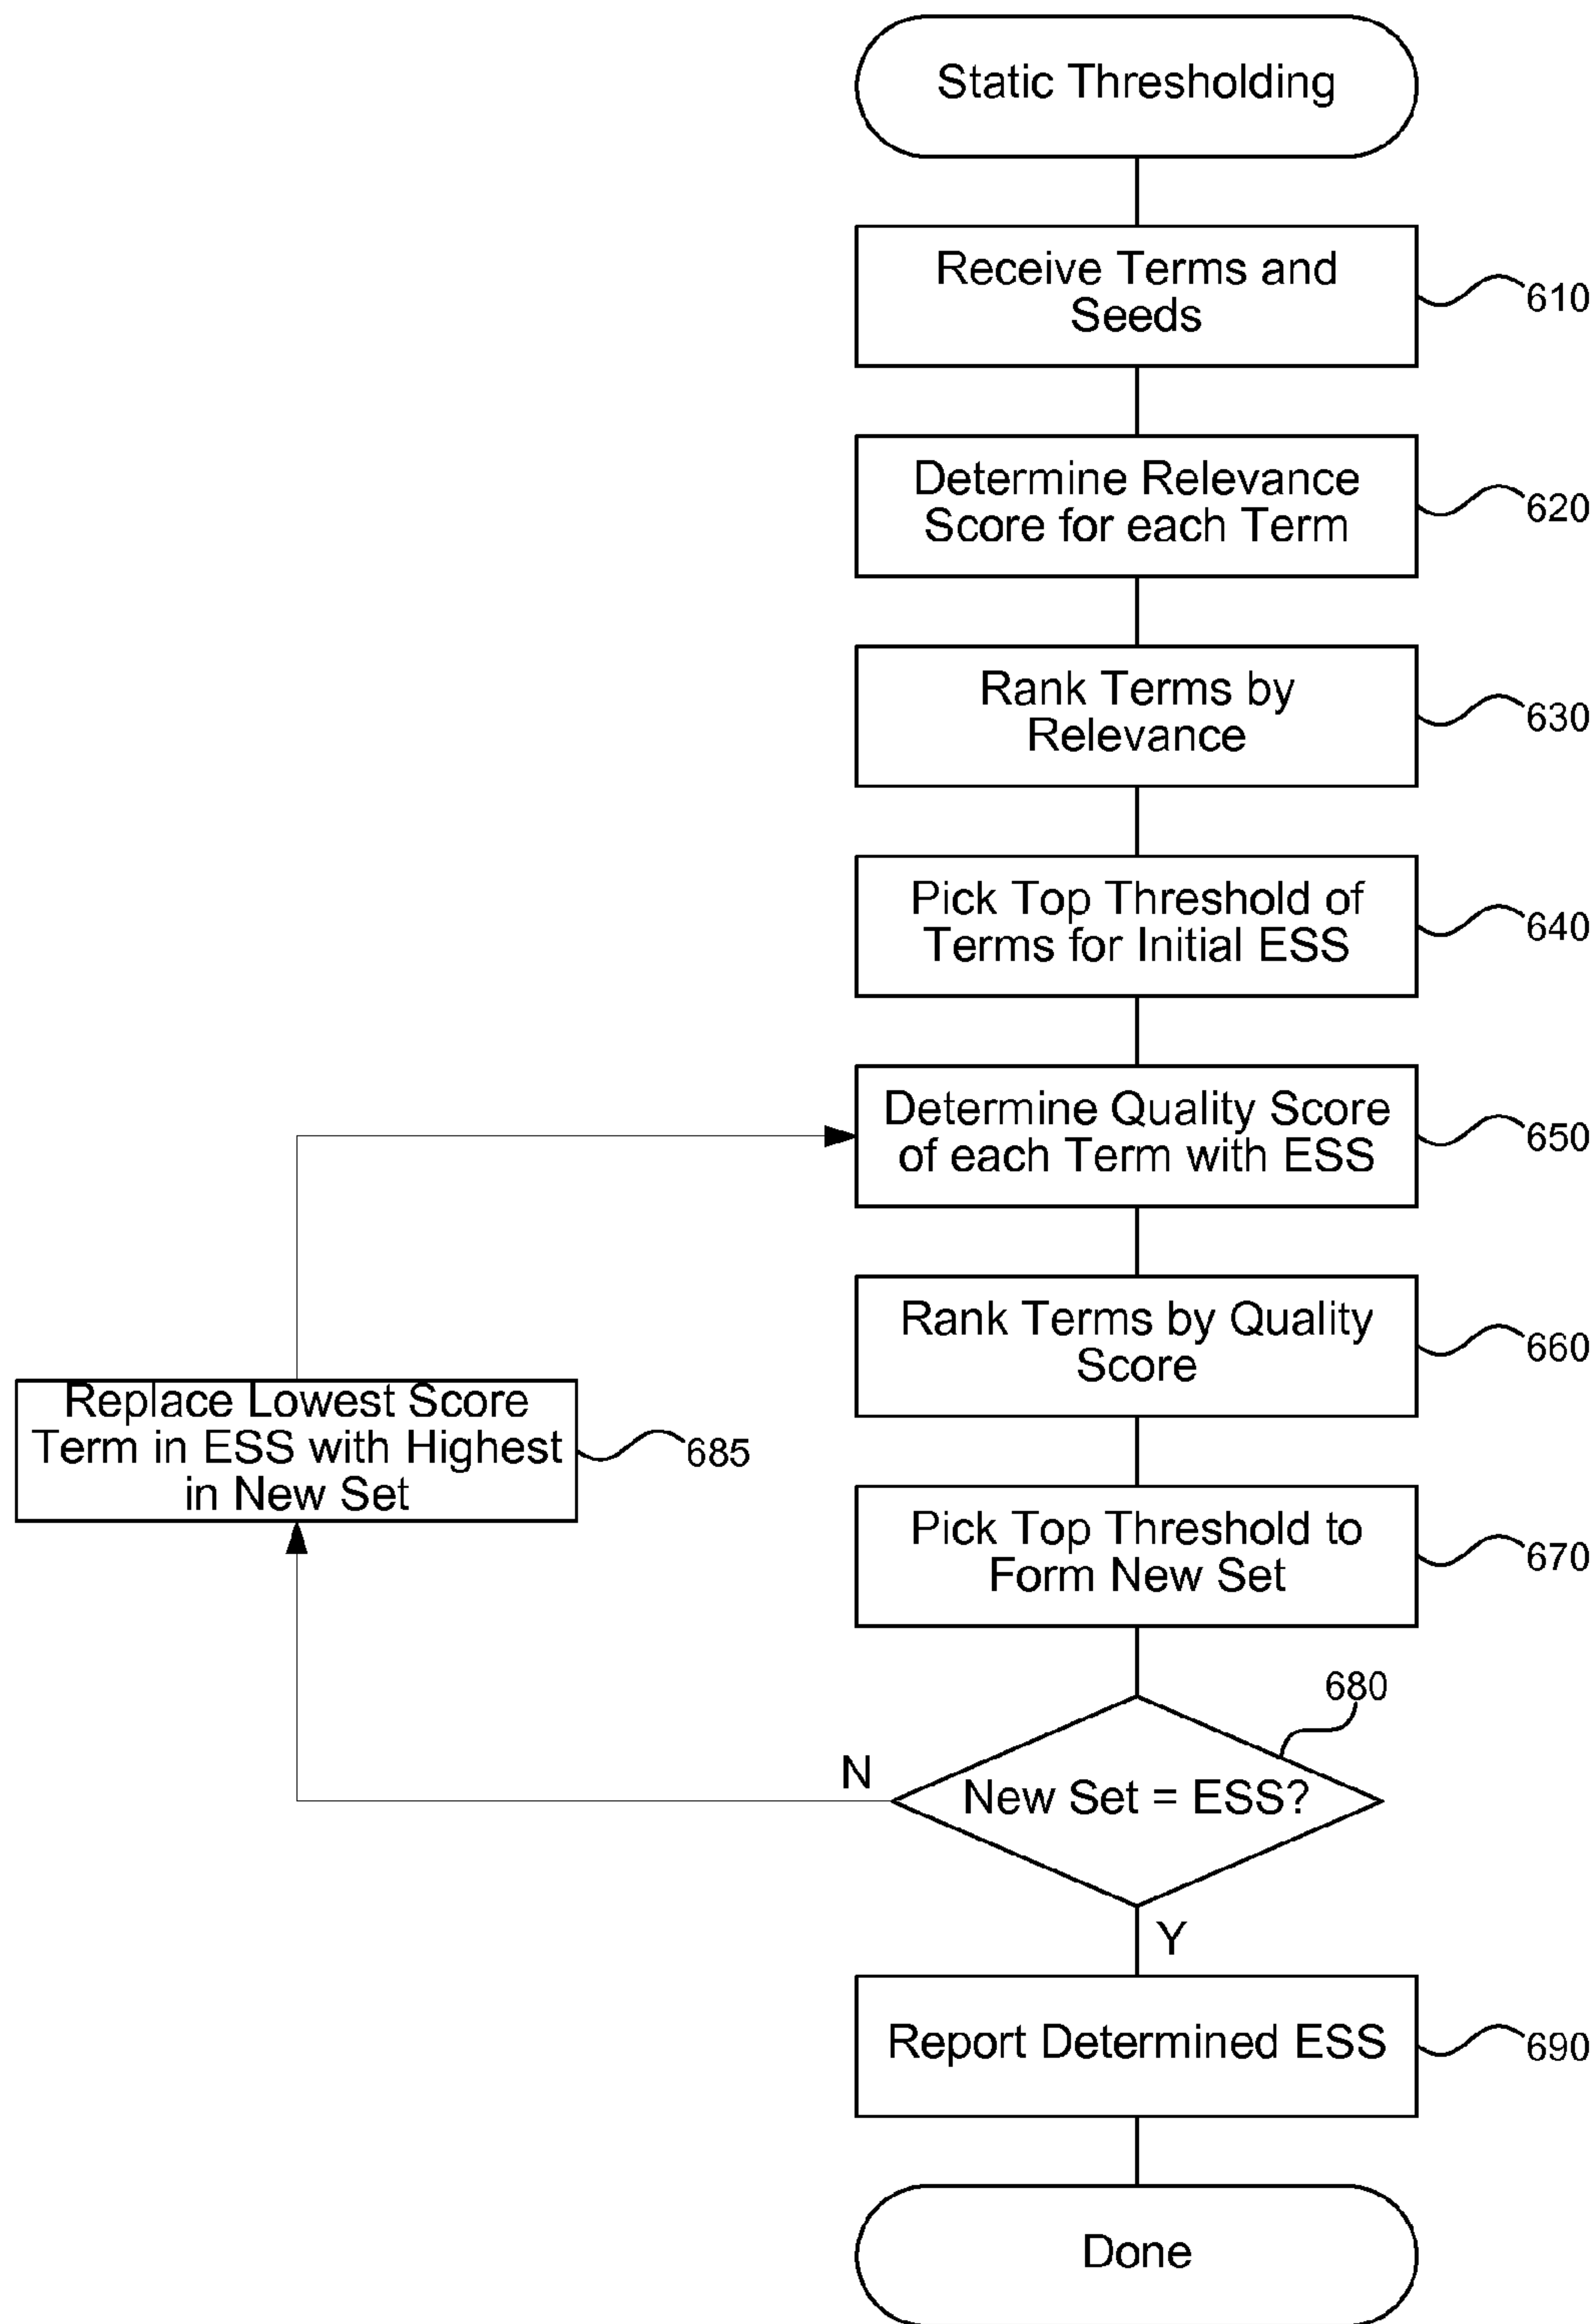 Static Thresholding
Receive Terms and
Seeds
610
Determine Relevance
Score for each Term
620
Rank Terms by
Relevance
630
Pick Top Threshold of
Terms for Initial ESS
640
Determine Quality Score
of each Term with ESS
650
Rank Terms by Quality
Score
660
Replace Lowest Score
Term in ESS with Highest
in New Set
685
Pick Top Threshold to
Form New Set
670
680
N
New Set = ESS?
Y
Report Determined ESS
690
Done